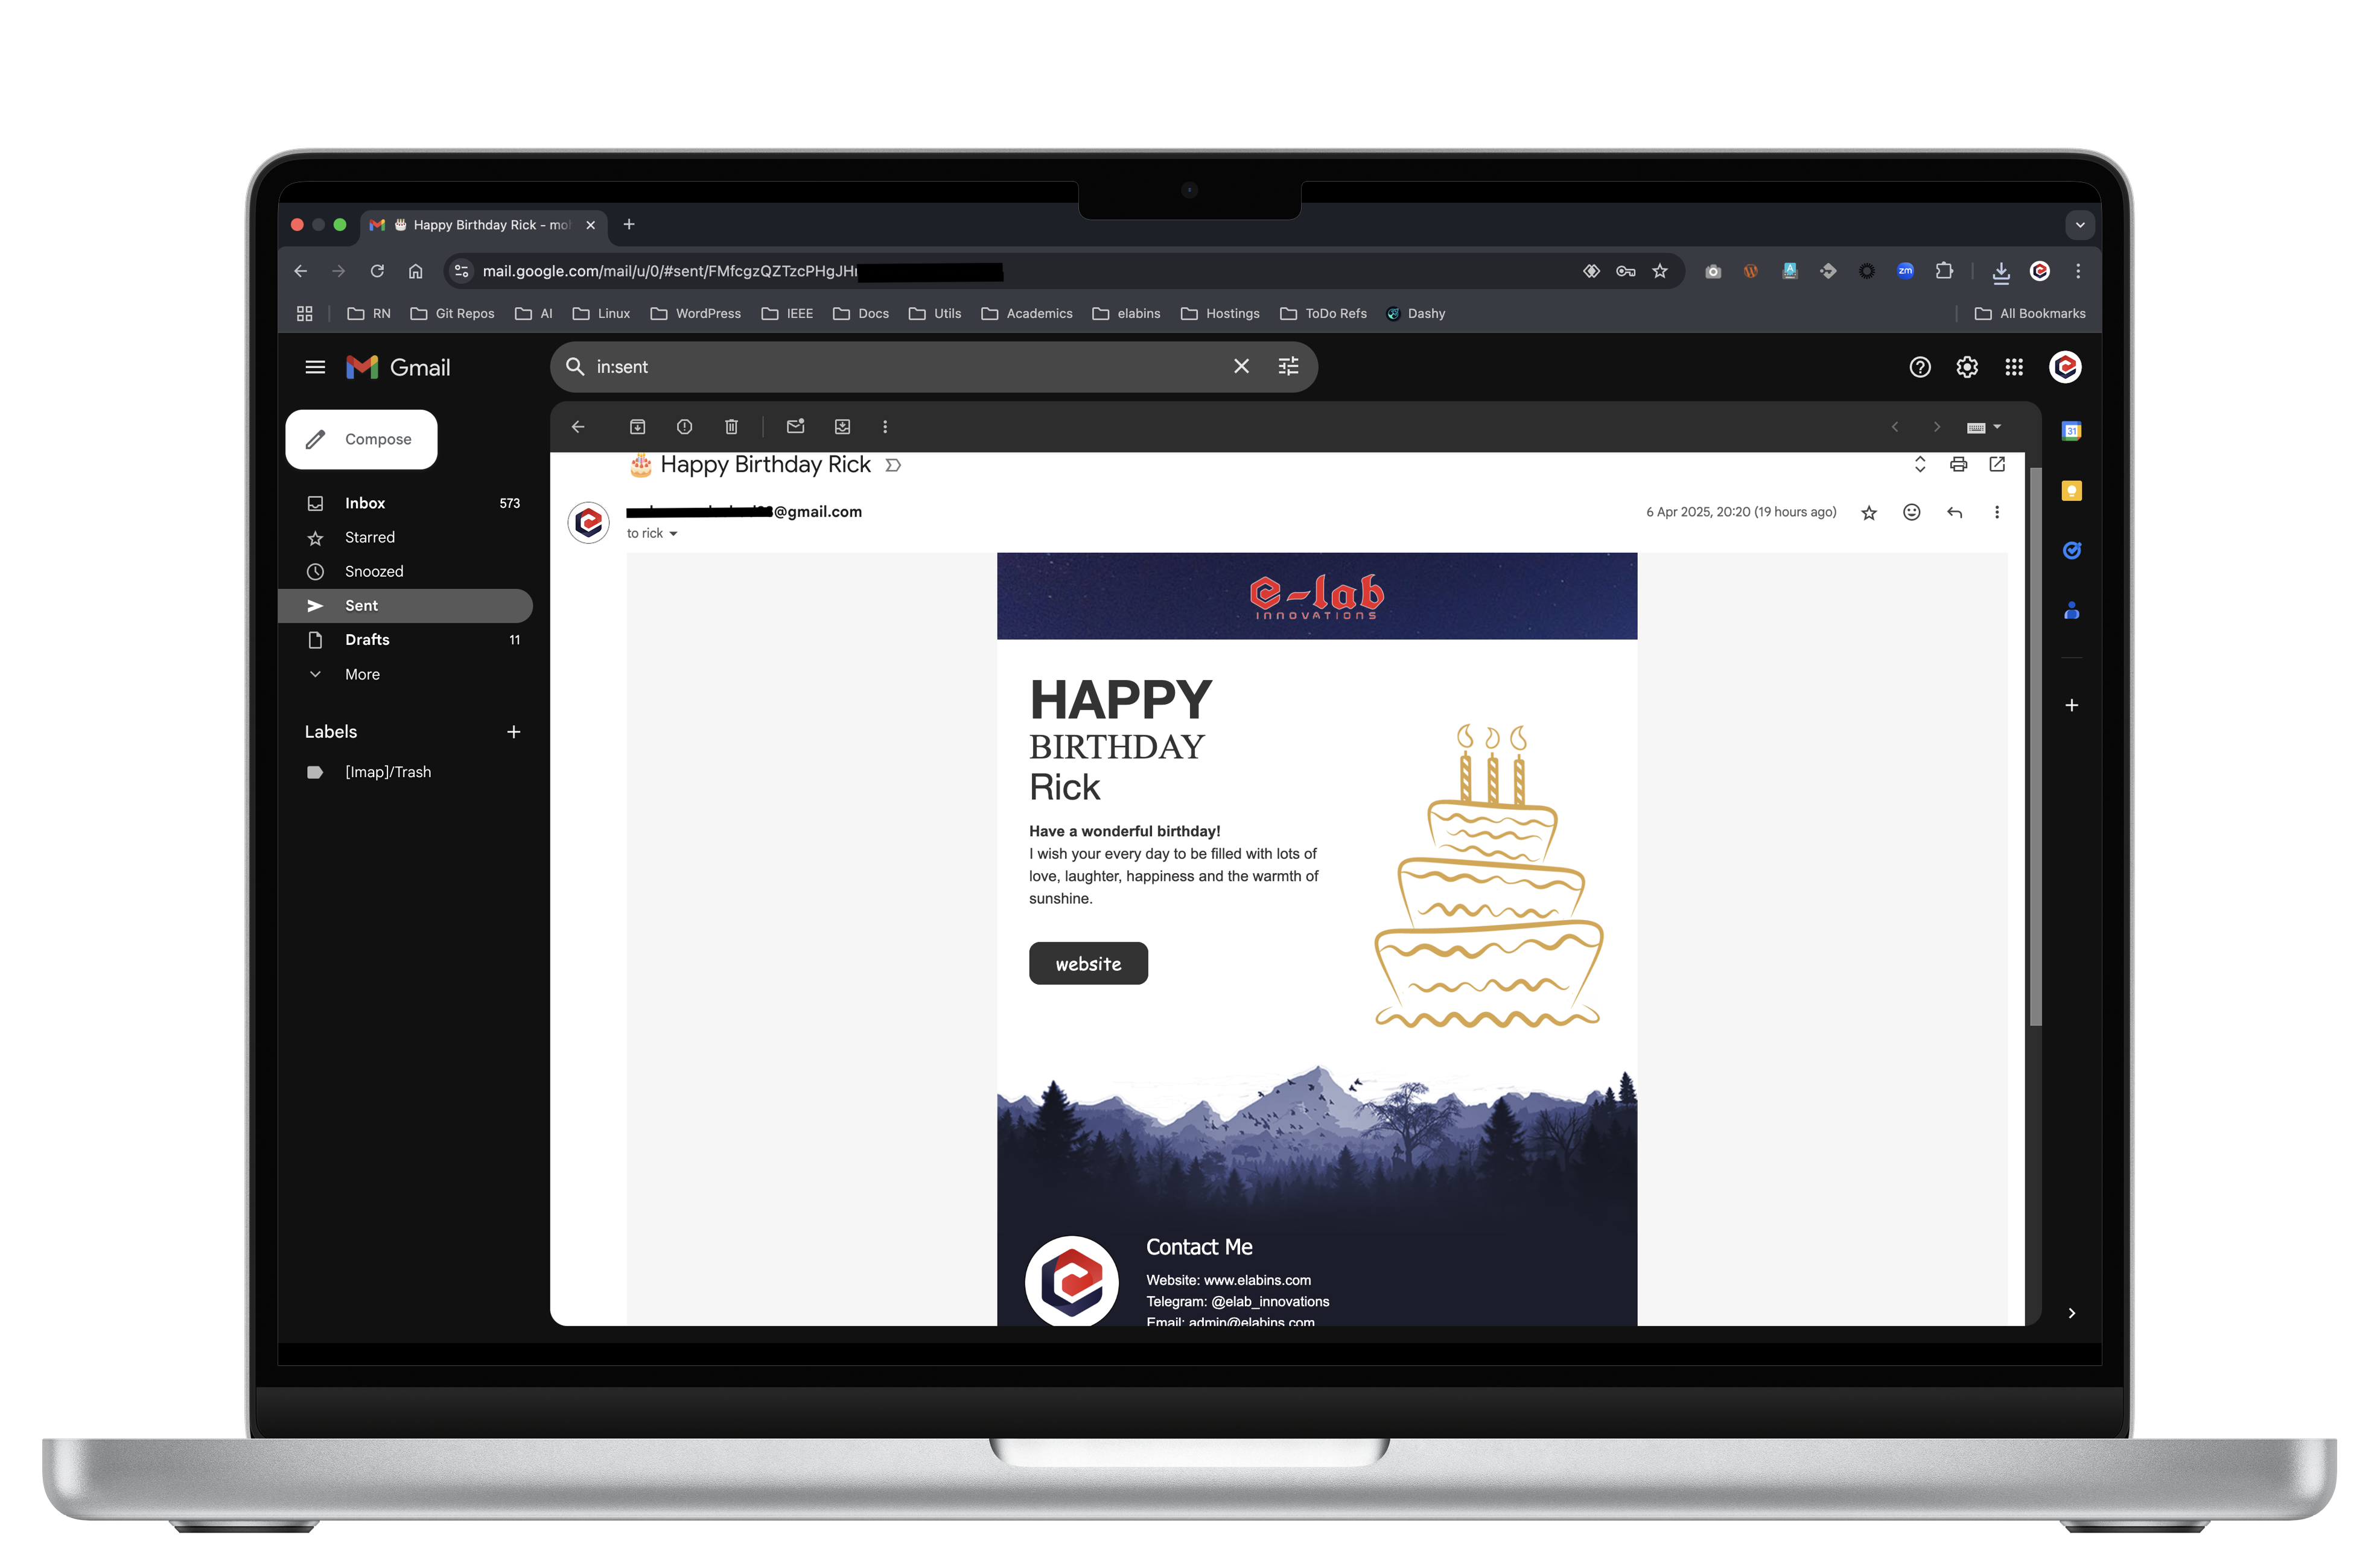 Happy Birthday Rick - mo
mail.google.com/mail/u/0/#sent/FMfcgzQZTzcPHgJH
zm
RN
Git Repos
AI
Linux
WordPress
IEEE
Docs
Utils
Academics
elabins
Hostings
ToDo Refs
Dashy
All Bookmarks
Gmail
in:sent
Compose
Inbox 573
Starred
Snoozed
Sent
Drafts 11
More
Labels
[Imap]/Trash
31
Happy Birthday Rick
@gmail.com
6 Apr 2025, 20:20 (19 hours ago)
to rick
e-lab
INNOVATIONS
HAPPY
BIRTHDAY
Rick
Have a wonderful birthday!
I wish your every day to be filled with lots of
love, laughter, happiness and the warmth of
sunshine.
website
Contact Me
Website: www.elabins.com
Telegram: @elab_innovations
Email: admin@elabins.com